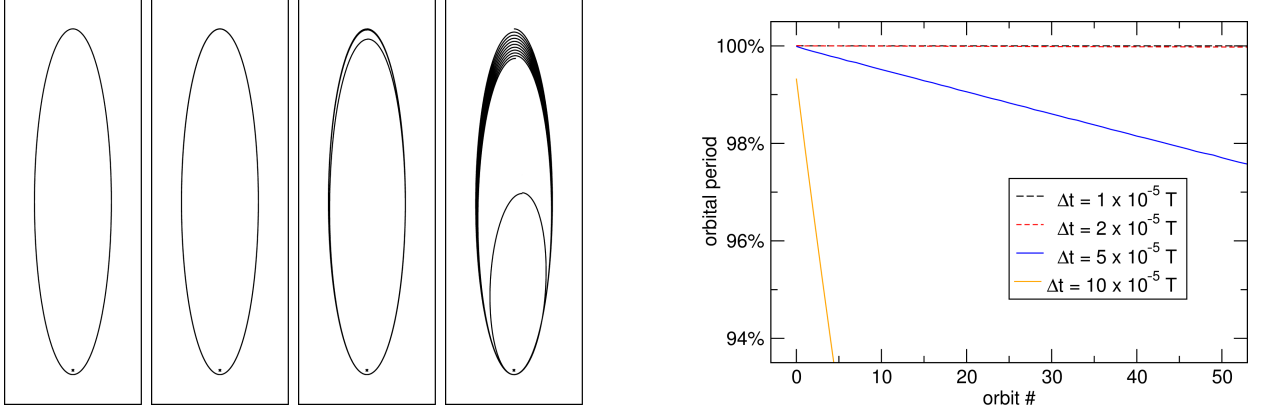 100%
98%
96%
94%
orbital period
0
10
20
30
40
50
orbit #
Δt = 1 x 10⁻⁵ T
Δt = 2 x 10⁻⁵ T
Δt = 5 x 10⁻⁵ T
Δt = 10 x 10⁻⁵ T